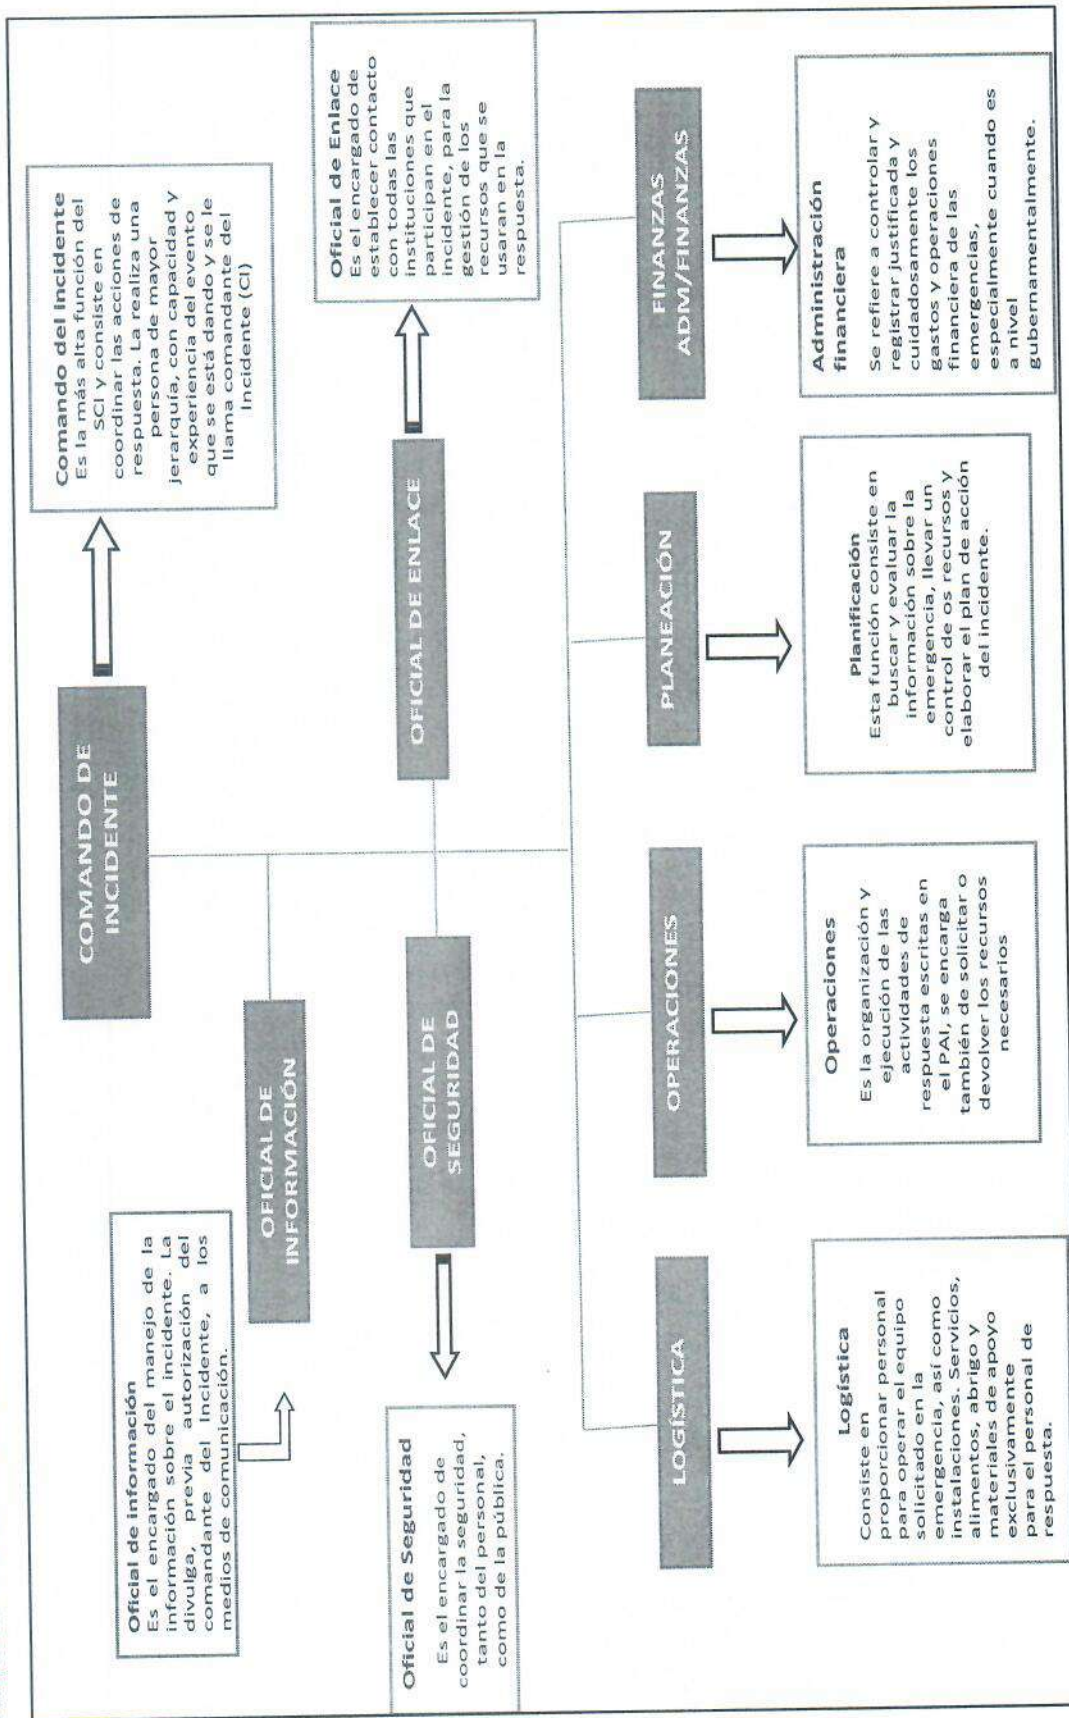 COMANDO DE
INCIDENTE
Comando del Incidente
Es la más alta función del
SCI y consiste en
coordinar las acciones de
respuesta. La realiza una
persona de mayor
jerarquía, con capacidad y
experiencia del evento
que se está dando y se le
llama comandante del
Incidente (CI)
Oficial de información
Es el encargado del manejo de la
información sobre el incidente. La
divulga, previa autorización del
comandante del Incidente, a los
medios de comunicación.
OFICIAL DE
INFORMACIÓN
OFICIAL DE ENLACE
Oficial de Enlace
Es el encargado de
establecer contacto
con todas las
instituciones que
participan en el
incidente, para la
gestión de los
recursos que se
usaran en la
respuesta.
Oficial de Seguridad
Es el encargado de
coordinar la seguridad,
tanto del personal,
como de la pública.
OFICIAL DE
SEGURIDAD
LOGÍSTICA
OPERACIONES
PLANEACIÓN
FINANZAS
ADM/FINANZAS
Logística
Consiste en
proporcionar personal
para operar el equipo
solicitado en la
emergencia, así como
instalaciones. Servicios,
alimentos, abrigo y
materiales de apoyo
exclusivamente
para el personal de
respuesta.
Operaciones
Es la organización y
ejecución de las
actividades de
respuesta escritas en
el PAI, se encarga
también de solicitar o
devolver los recursos
necesarios
Planificación
Esta función consiste en
buscar y evaluar la
información sobre la
emergencia, llevar un
control de os recursos y
elaborar el plan de acción
del incidente.
Administración
financiera
Se refiere a controlar y
registrar justificada y
cuidadosamente los
gastos y operaciones
financiera de las
emergencias,
especialmente cuando es
a nivel
gubernamentalmente.